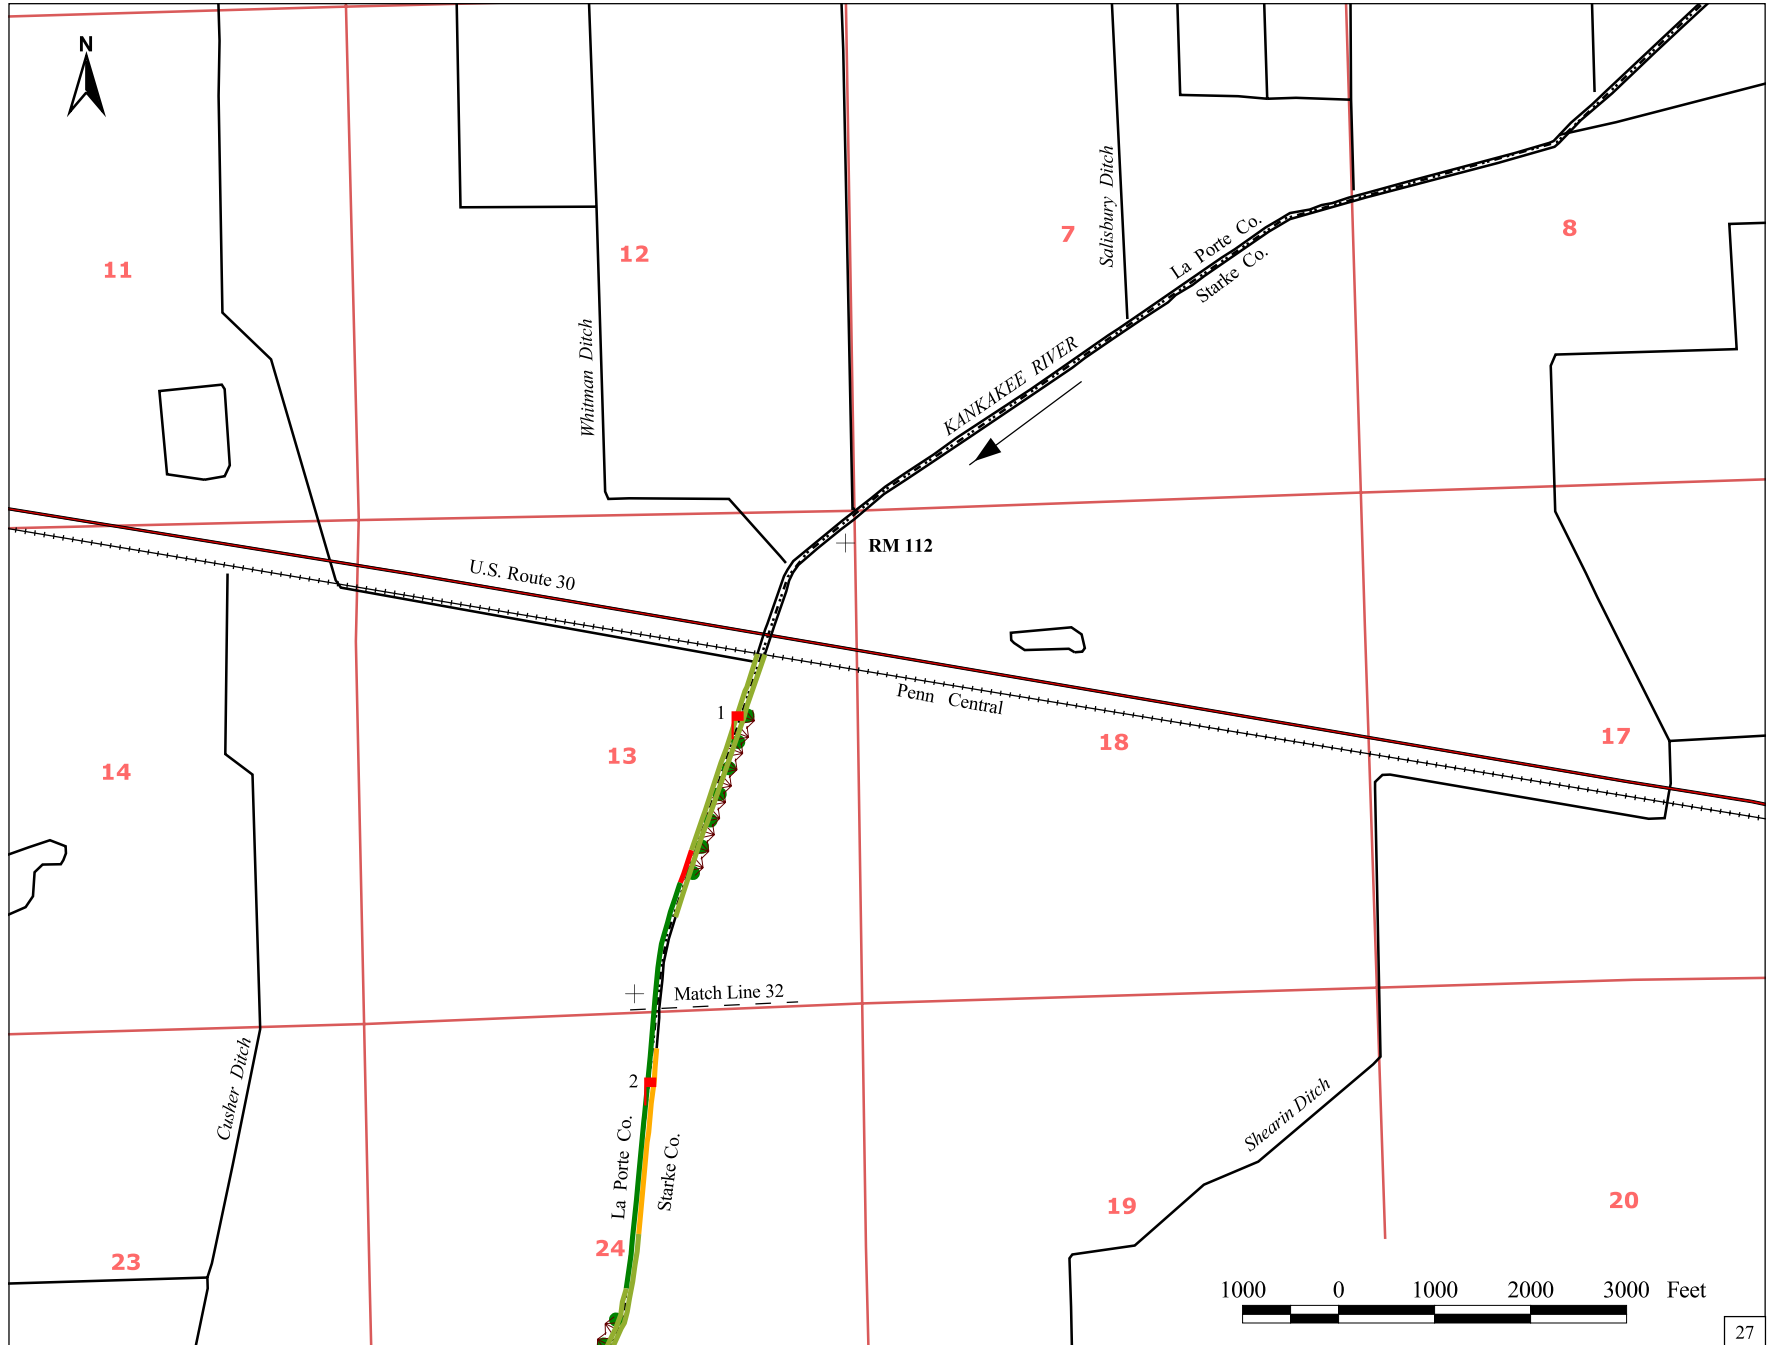 N
La Porte Co.
Starke Co.
Salisbury Ditch
7
8
12
11
Whitman Ditch
KANKAKEE RIVER
RM 112
U.S. Route 30
Penn Central
1
13
18
17
14
Match Line 32
2
Cusher Ditch
La Porte Co.
Starke Co.
Shearin Ditch
19
20
24
23
1000 0 1000 2000 3000 Feet
27